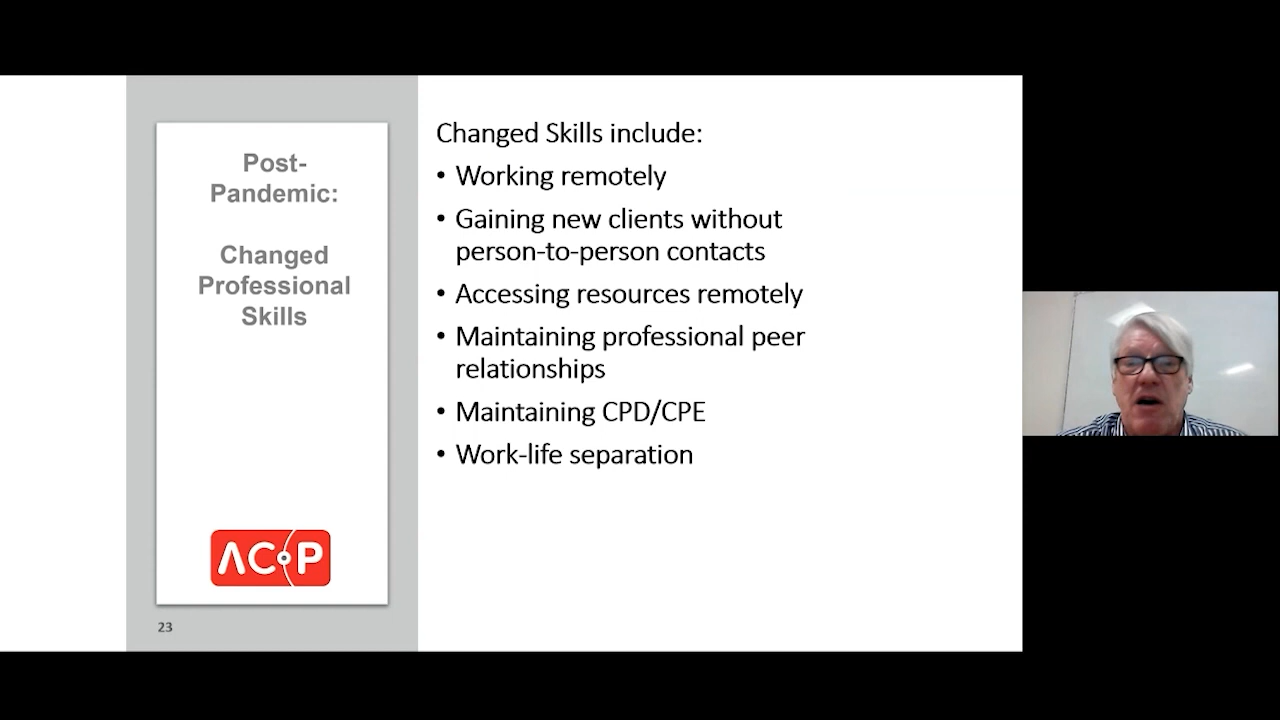 Post-
Pandemic:
Changed
Professional
Skills
ACP
23
Changed Skills include:
• Working remotely
• Gaining new clients without
person-to-person contacts
• Accessing resources remotely
• Maintaining professional peer
relationships
• Maintaining CPD/CPE
• Work-life separation